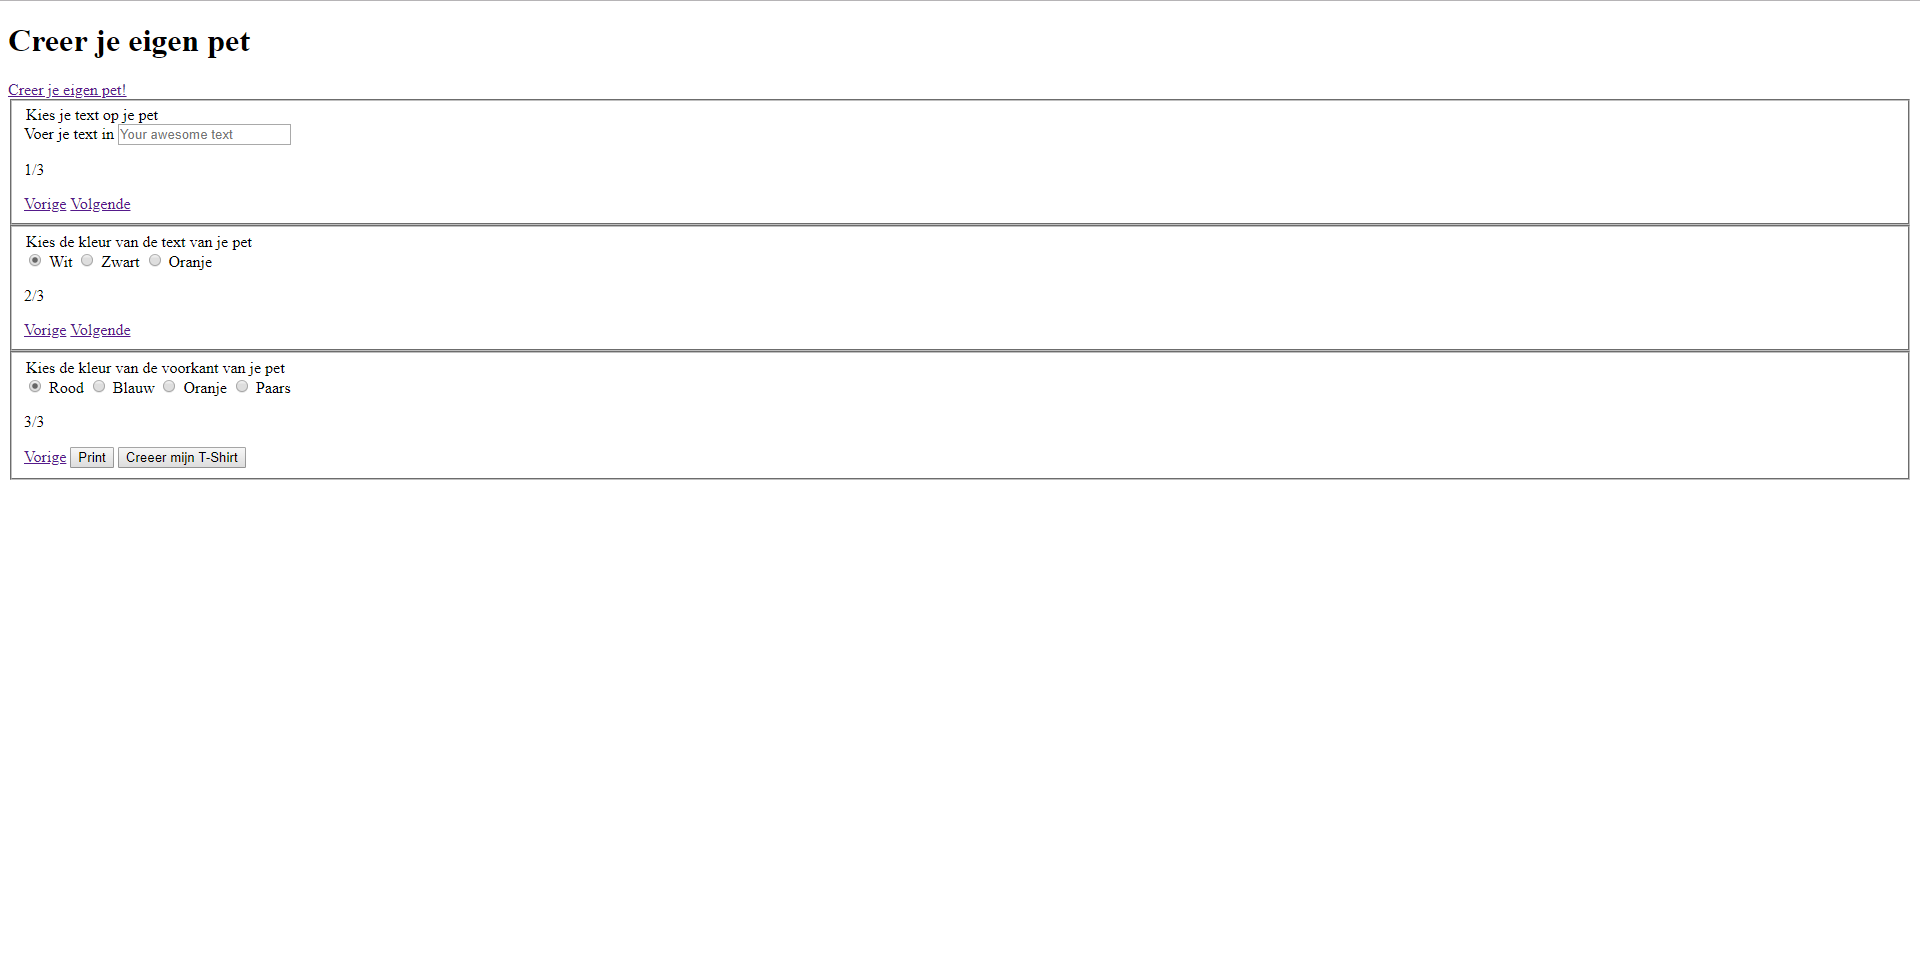 Creer je eigen pet
Creer je eigen pet!
Kies je text op je pet
Voer je text in Your awesome text
1/3
Vorige Volgende
Kies de kleur van de text van je pet
Wit Zwart Oranje
2/3
Vorige Volgende
Kies de kleur van de voorkant van je pet
Rood Blauw Oranje Paars
3/3
Vorige Print Creeer mijn T-Shirt